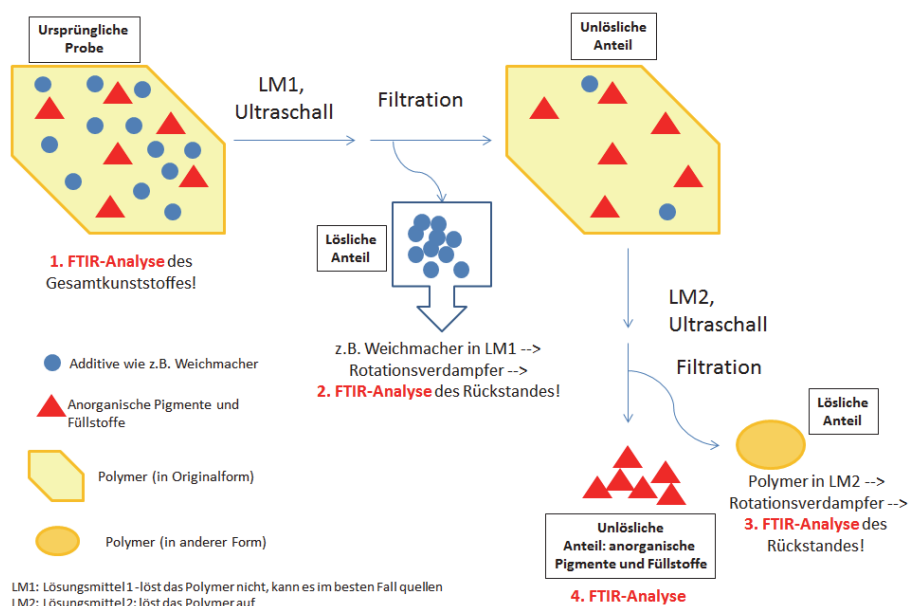 Ursprüngliche
Probe
LM1,
Ultraschall
Filtration
Unlösliche
Anteil
1. FTIR-Analyse des
Gesamtkunststoffes!
Lösliche
Anteil
z.B. Weichmacher in LM1 -->
Rotationsverdampfer -->
2. FTIR-Analyse des Rückstandes!
LM2,
Ultraschall
Filtration
Lösliche
Anteil
Polymer in LM2 -->
Rotationsverdampfer -->
3. FTIR-Analyse des
Rückstandes!
Unlösliche
Anteil: anorganische
Pigmente und Füllstoffe
4. FTIR-Analyse
Additive wie z.B. Weichmacher
Anorganische Pigmente und
Füllstoffe
Polymer (in Originalform)
Polymer (in anderer Form)
LM1: Lösungsmittel 1 - löst das Polymer nicht, kann es im besten Fall quellen
LM2: Lösungsmittel 2: löst das Polymer auf